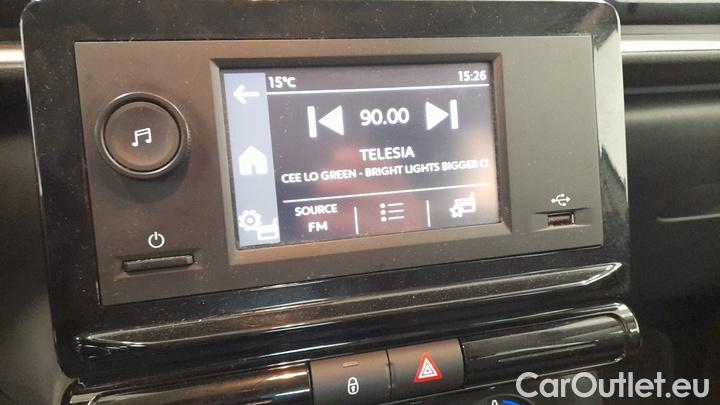 15°C 15:26
90.00
TELESIA
CEE LO GREEN - BRIGHT LIGHTS BIGGER C
SOURCE
FM
CarOutlet.eu